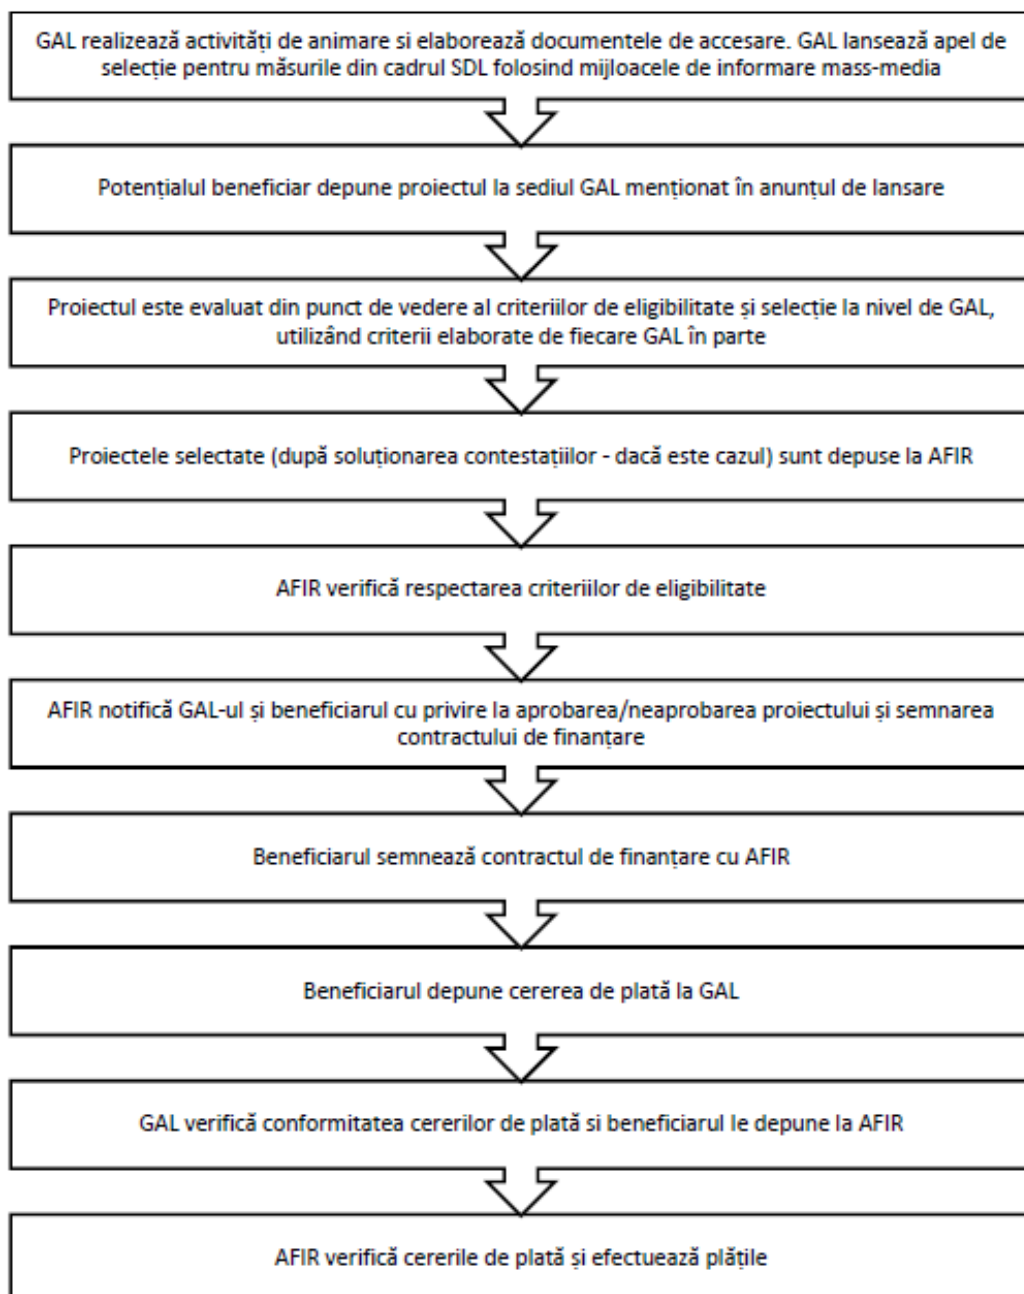 GAL realizează activități de animare si elaborează documentele de accesare. GAL lansează apel de
selecție pentru măsurile din cadrul SDL folosind mijloacele de informare mass-media
Potențialul beneficiar depune proiectul la sediul GAL menționat în anunțul de lansare
Proiectul este evaluat din punct de vedere al criteriilor de eligibilitate și selecție la nivel de GAL,
utilizând criterii elaborate de fiecare GAL în parte
Proiectele selectate (după soluționarea contestațiilor - dacă este cazul) sunt depuse la AFIR
AFIR verifică respectarea criteriilor de eligibilitate
AFIR notifică GAL-ul și beneficiarul cu privire la aprobarea/neaprobarea proiectului și semnarea
contractului de finanțare
Beneficiarul semnează contractul de finanțare cu AFIR
Beneficiarul depune cererea de plată la GAL
GAL verifică conformitatea cererilor de plată si beneficiarul le depune la AFIR
AFIR verifică cererile de plată și efectuează plățile